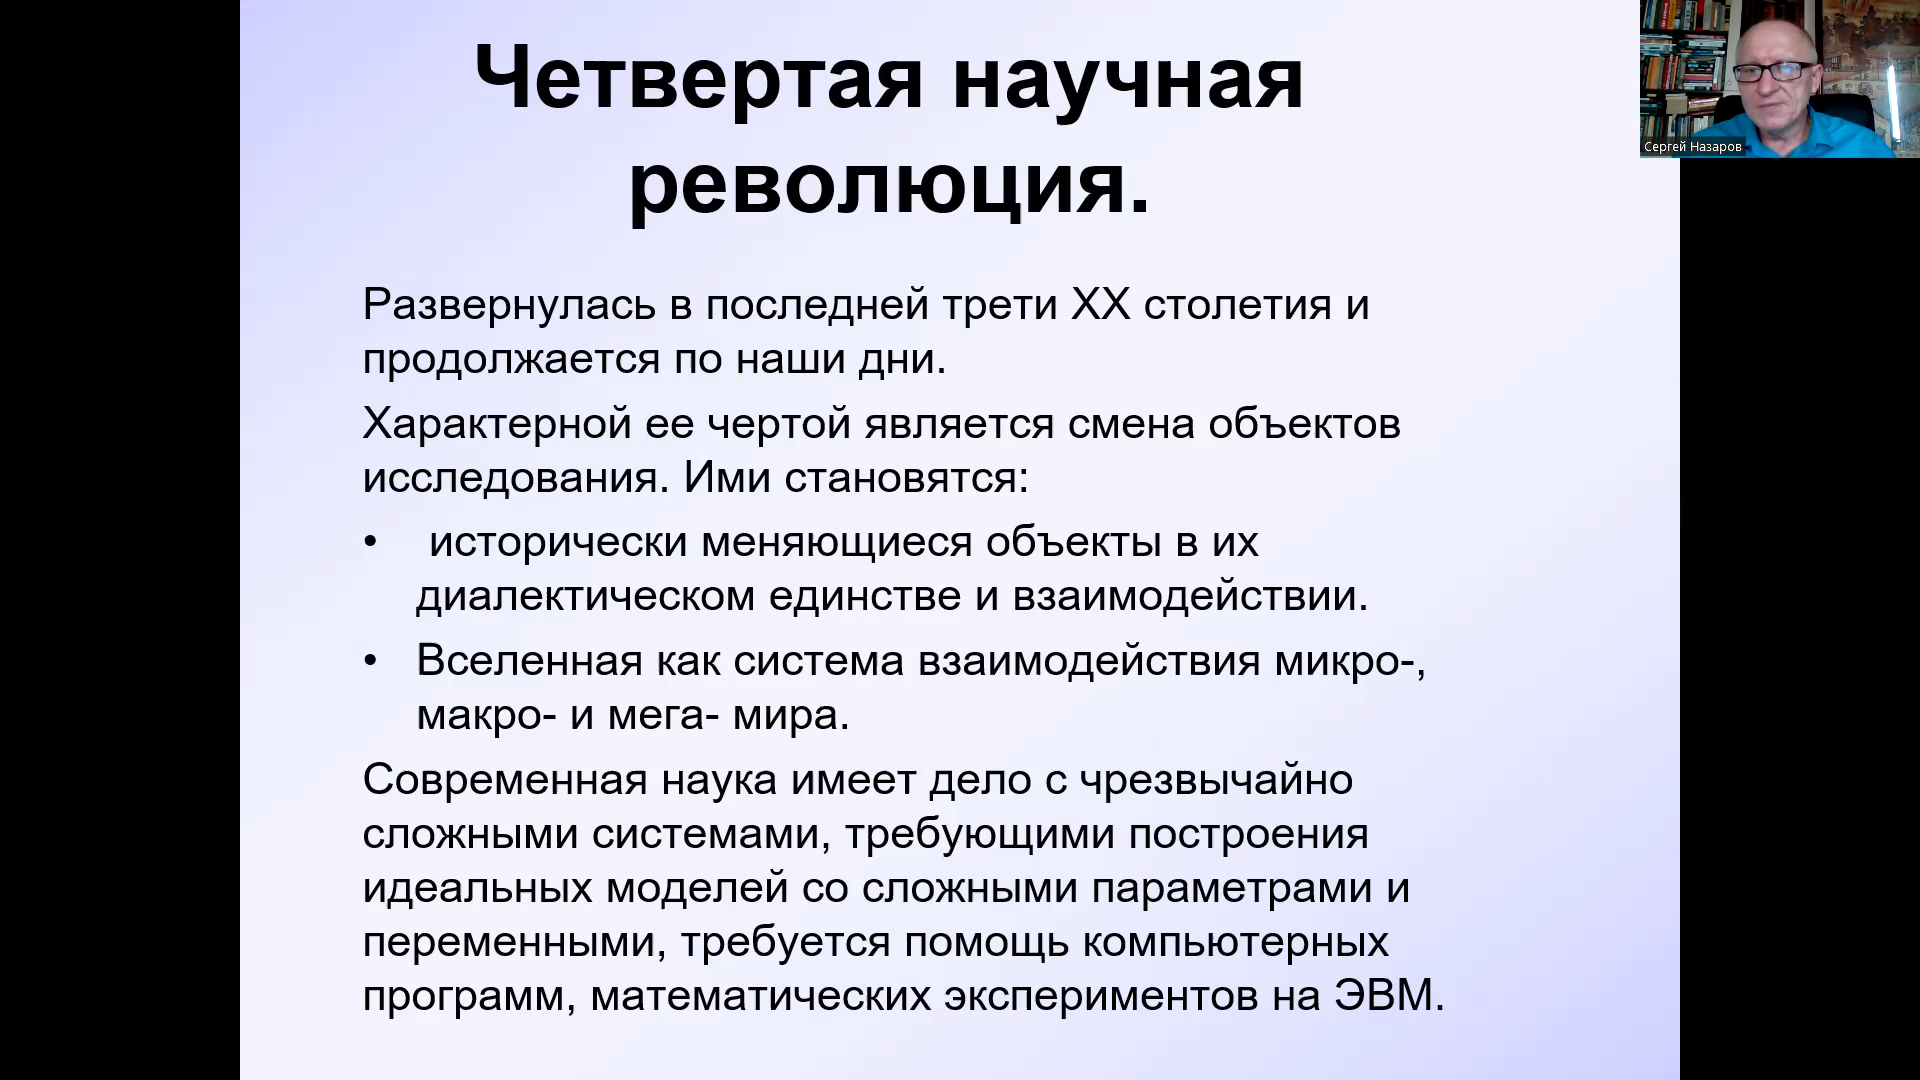 Четвертая научная
революция.
Сергей Назаров
Развернулась в последней трети ХХ столетия и
продолжается по наши дни.
Характерной ее чертой является смена объектов
исследования. Ими становятся:
• исторически меняющиеся объекты в их
диалектическом единстве и взаимодействии.
• Вселенная как система взаимодействия микро-,
макро- и мега- мира.
Современная наука имеет дело с чрезвычайно
сложными системами, требующими построения
идеальных моделей со сложными параметрами и
переменными, требуется помощь компьютерных
программ, математических экспериментов на ЭВМ.